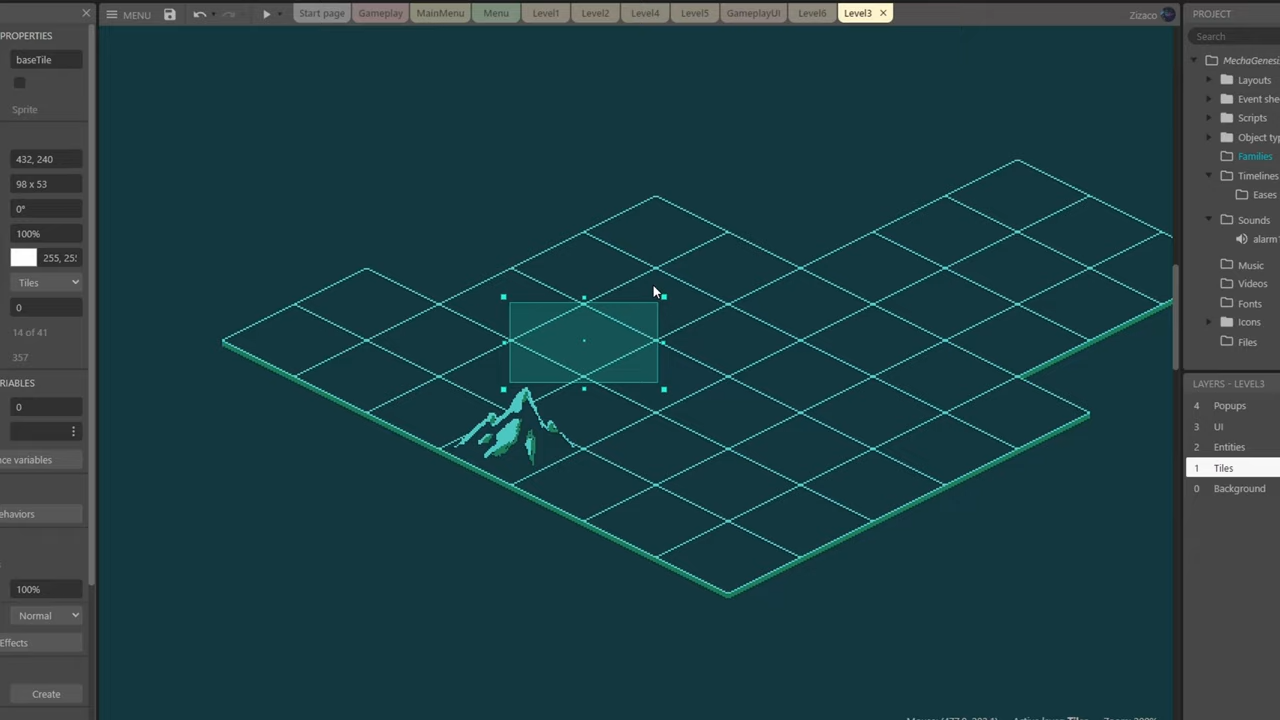 MENU
Start page
Gameplay
MainMenu
Menu
Level1
Level2
Level4
Level5
GameplayUI
Level6
Level3
Zizaco
PROPERTIES
baseTile
Sprite
432, 240
98 x 53
0°
100%
255, 25
Tiles
0
14 of 41
357
VARIABLES
0
nce variables
ehaviors
100%
Normal
Effects
Create
PROJECT
Search
MechaGenesi
Layouts
Event she
Scripts
Object typ
Families
Timelines
Eases
Sounds
alarm
Music
Videos
Fonts
Icons
Files
LAYERS - LEVEL3
4 Popups
3 UI
2 Entities
1 Tiles
0 Background